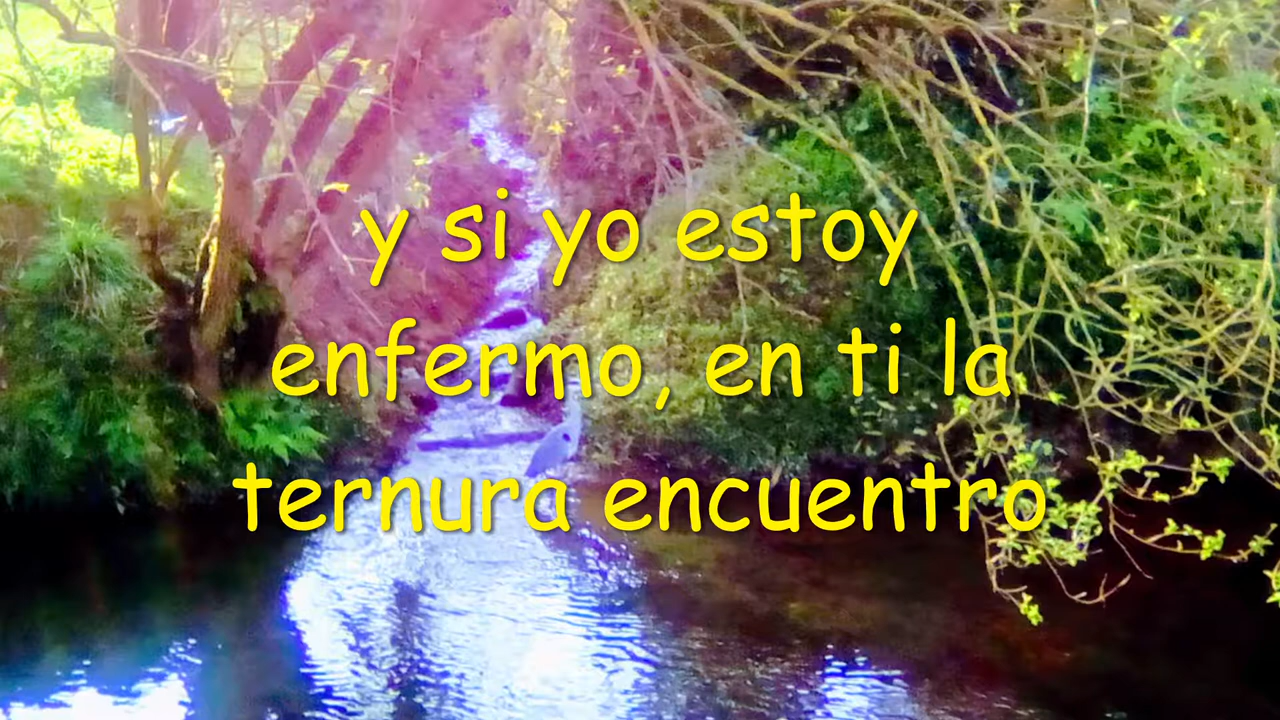 y si yo estoy
enfermo, en ti la
ternura encuentro